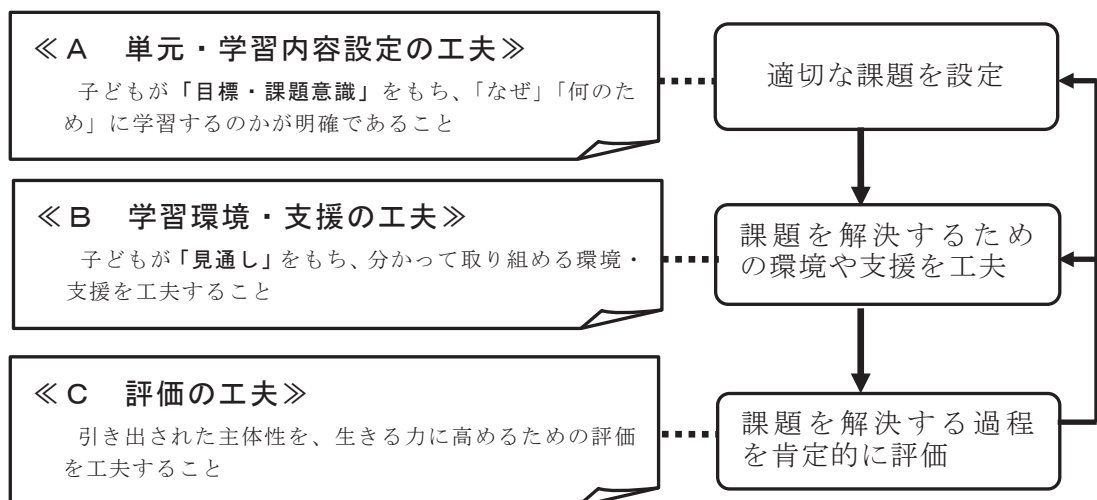 ≪A 単元・学習内容設定の工夫≫
子どもが「目標・課題意識」をもち、「なぜ」「何のた
め」に学習するのかが明確であること
適切な課題を設定
≪B 学習環境・支援の工夫≫
子どもが「見通し」をもち、分かって取り組める環境・
支援を工夫すること
課題を解決するため
の環境や支援を工夫
≪C 評価の工夫≫
引き出された主体性を、生きる力に高めるための評価
を工夫すること
課題を解決する過程
を肯定的に評価